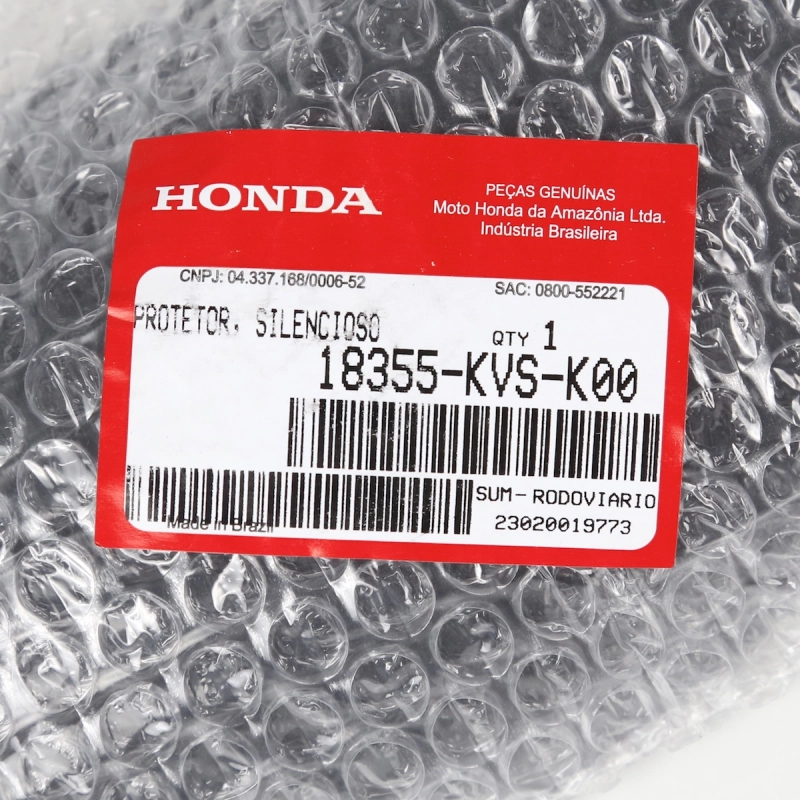 HONDA
PEÇAS GENUÍNAS
Moto Honda da Amazônia Ltda.
Indústria Brasileira
CNPJ: 04.337.168/0006-52
SAC: 0800-552221
PROTETOR, SILENCIOSO
QTY 1
18355-KVS-K00
SUM-RODOVIARIO
23020019773
Made in Brazil